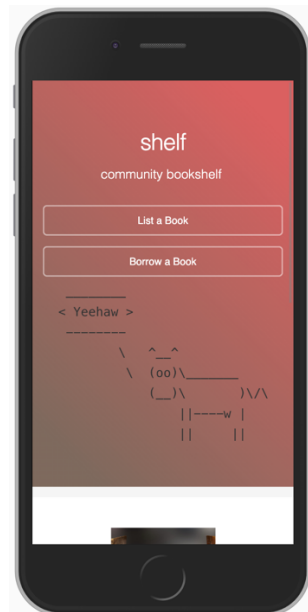 shelf
community bookshelf
List a Book
Borrow a Book
 ________
< Yeehaw >
 --------
        \   ^__^
         \  (oo)\_______
            (__)\       )\/\
                ||----w |
                ||     ||